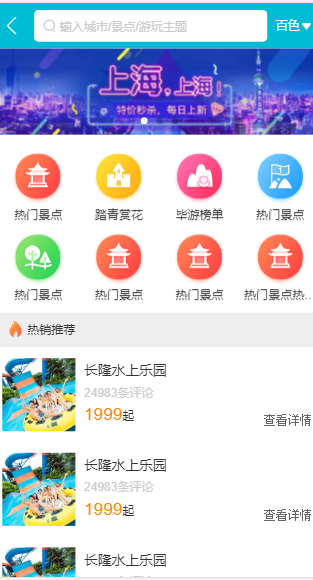 输入城市/景点/游玩主题
百色
上海,上海!
特价秒杀,每日上新
热门景点
踏青赏花
毕游榜单
热门景点
热门景点
热门景点
热门景点
热门景点热...
热销推荐
长隆水上乐园
24983条评论
1999起
查看详情
长隆水上乐园
24983条评论
1999起
查看详情
长隆水上乐园